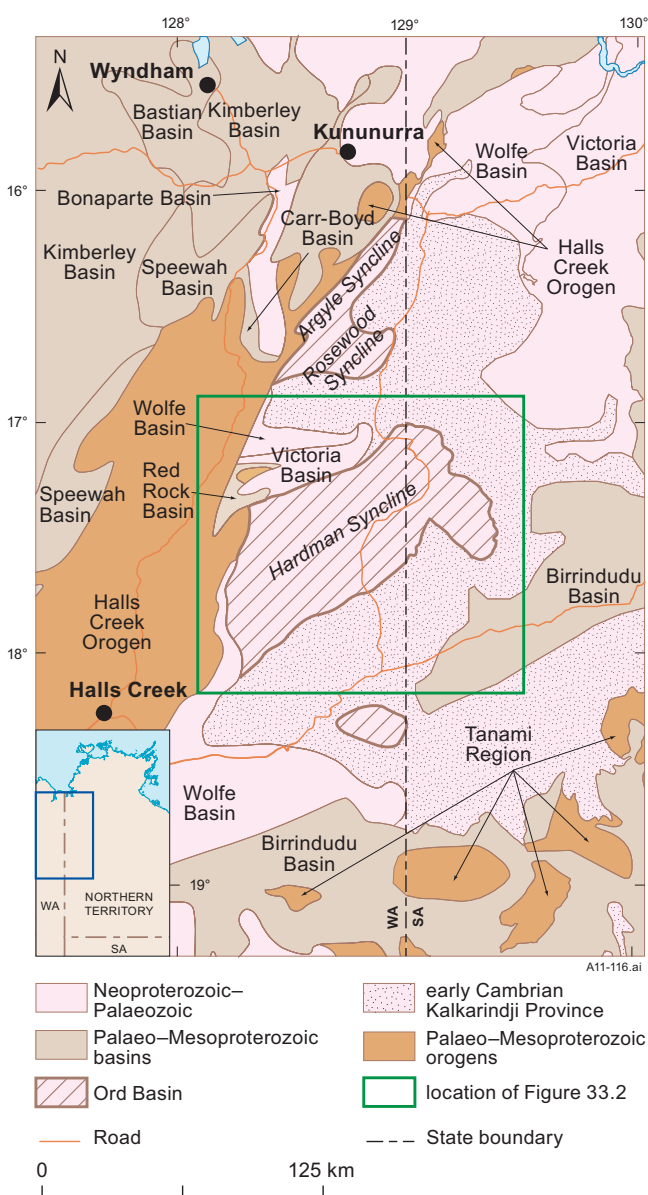 128°
129°
130°
N
Wyndham
Bastian
Basin
Kimberley
Basin
Kununurra
Wolfe
Basin
Victoria
Basin
16°
Bonaparte Basin
Carr-Boyd
Basin
Kimberley
Basin
Speewah
Basin
Halls
Creek
Orogen
Argyle Syncline
Rosewood
Syncline
17°
Wolfe
Basin
Victoria
Basin
Red
Rock
Basin
Speewah
Basin
Hardman Syncline
Birrindudu
Basin
Halls
Creek
Orogen
18°
Halls Creek
Tanami
Region
Wolfe
Basin
Birrindudu
Basin
19°
WA
SA
WA
NORTHERN
TERRITORY
SA
A11-116.ai
Neoproterozoic–
Palaeozoic
early Cambrian
Kalkarindji Province
Palaeo–Mesoproterozoic
basins
Palaeo–Mesoproterozoic
orogens
Ord Basin
location of Figure 33.2
Road
State boundary
0
125 km